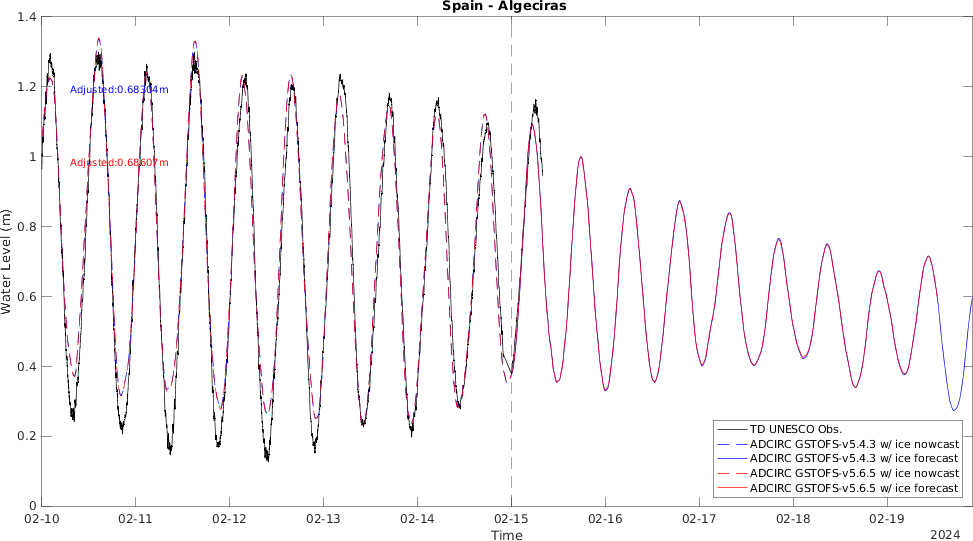 Spain - Algeciras
1.4
1.2
1
0.8
0.6
0.4
0.2
0
Water Level (m)
Adjusted:0.68304m
Adjusted:0.68607m
TD UNESCO Obs.
ADCIRC GSTOFS-v5.4.3 w/ ice nowcast
ADCIRC GSTOFS-v5.4.3 w/ ice forecast
ADCIRC GSTOFS-v5.6.5 w/ ice nowcast
ADCIRC GSTOFS-v5.6.5 w/ ice forecast
02-10 02-11 02-12 02-13 02-14 02-15 02-16 02-17 02-18 02-19
Time
2024